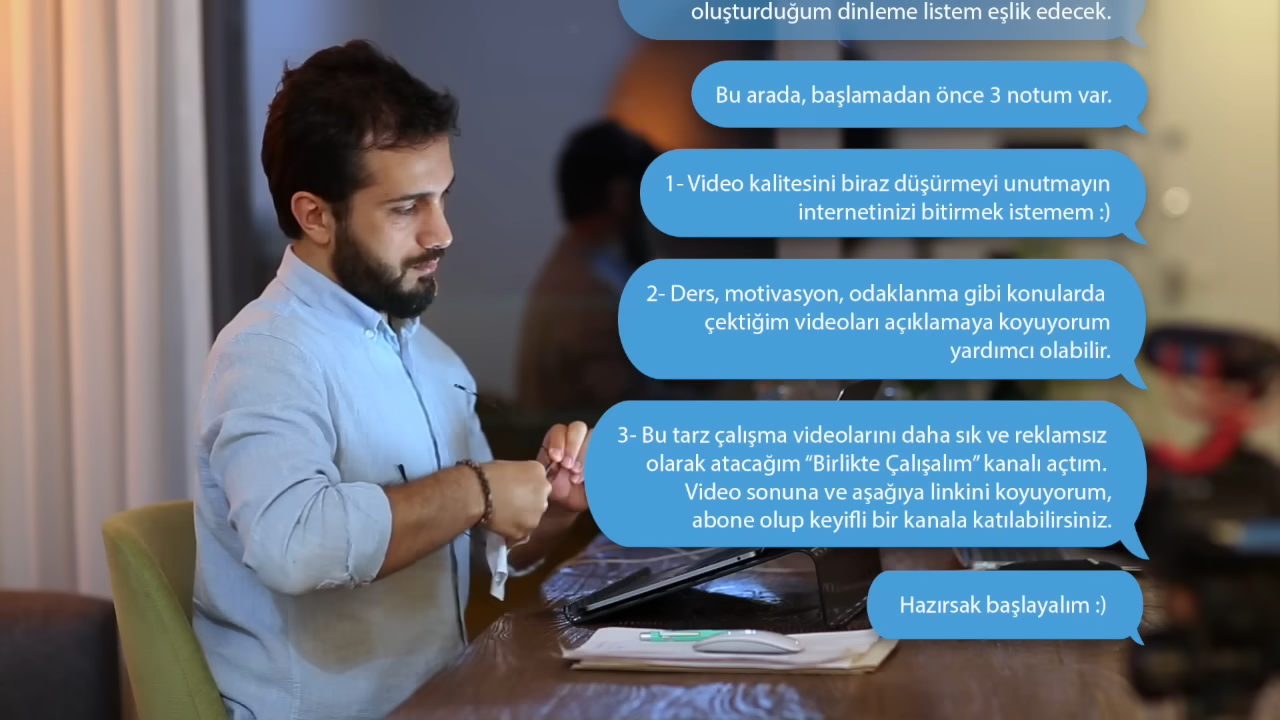 oluşturduğum dinleme listem eşlik edecek.
Bu arada, başlamadan önce 3 notum var.
1- Video kalitesini biraz düşürmeyi unutmayın
internetinizi bitirmek istemem :)
2- Ders, motivasyon, odaklanma gibi konularda
çektiğim videoları açıklamaya koyuyorum
yardımcı olabilir.
3- Bu tarz çalışma videolarını daha sık ve reklamsız
olarak atacağım “Birlikte Çalışalım” kanalı açtım.
Video sonuna ve aşağıya linkini koyuyorum,
abone olup keyifli bir kanala katılabilirsiniz.
Hazırsak başlayalım :)